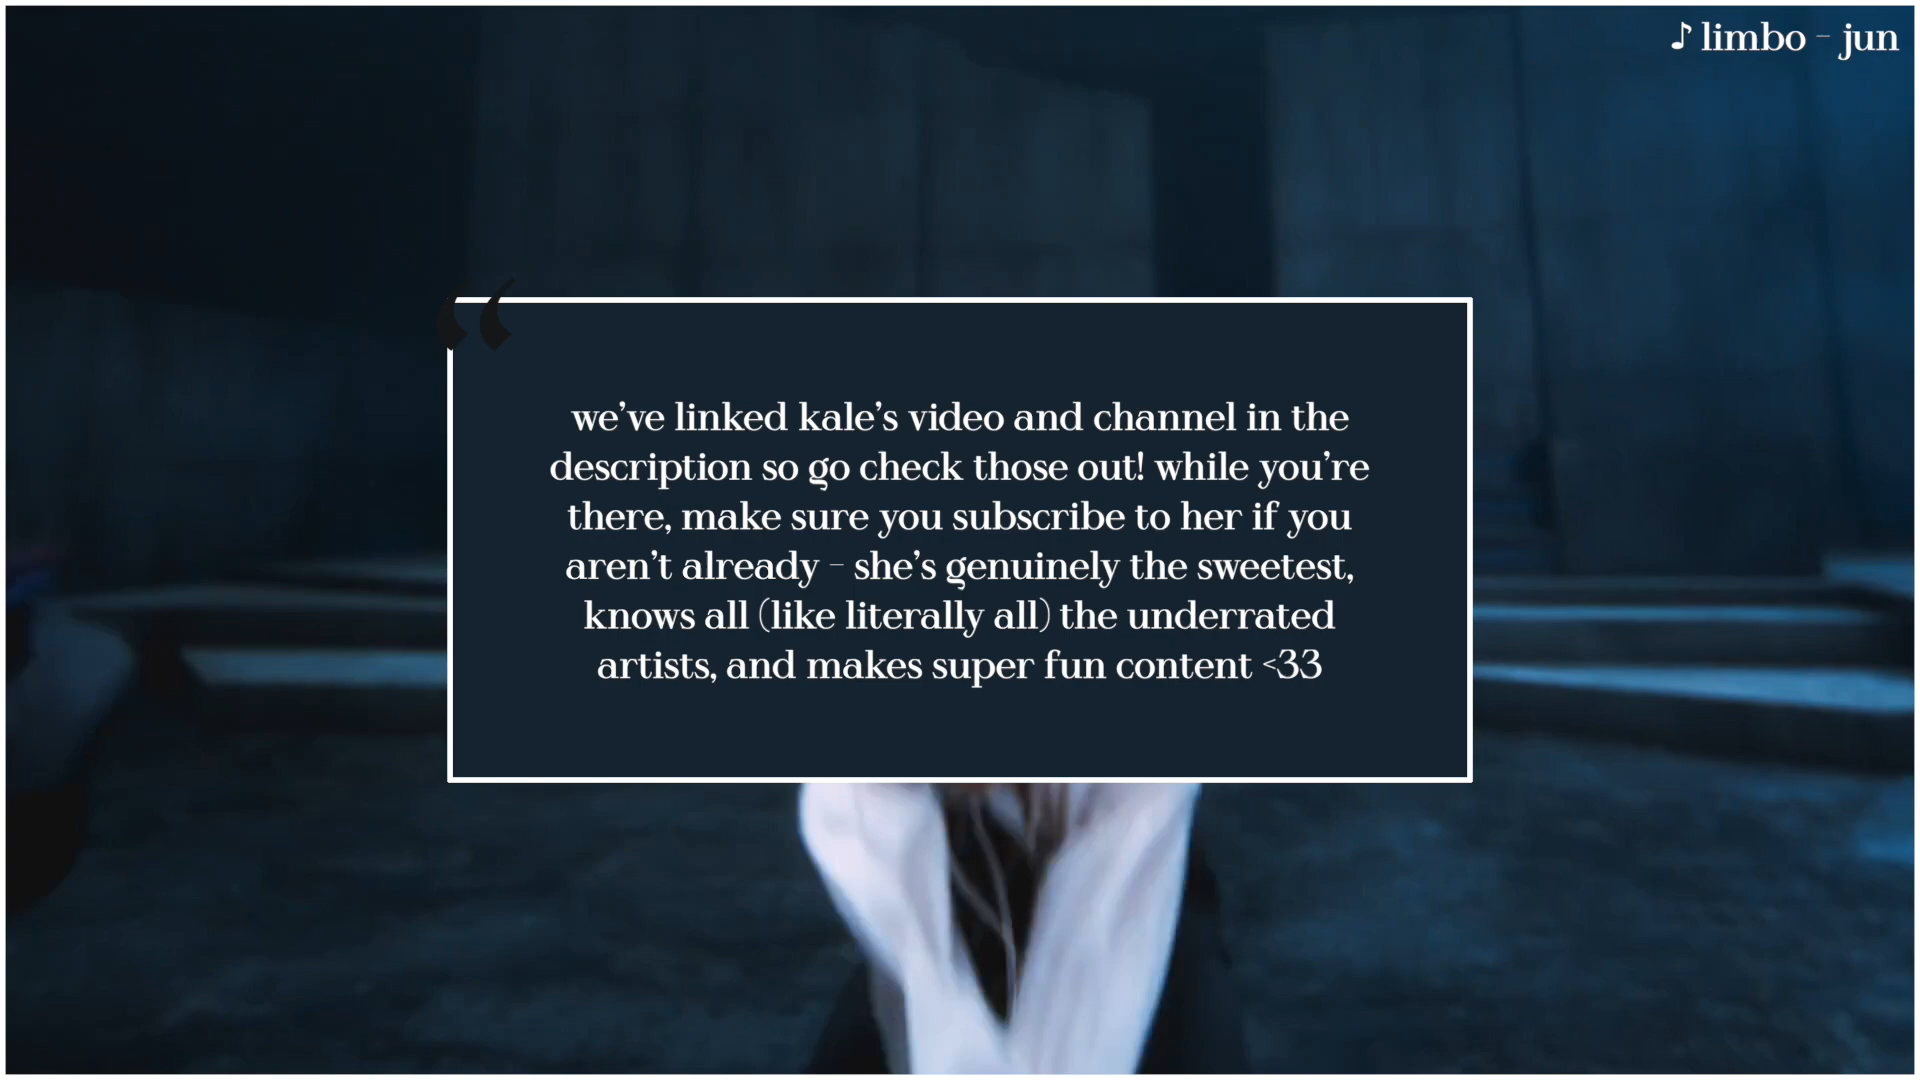 ♪ limbo - jun
“
we’ve linked kale’s video and channel in the
description so go check those out! while you’re
there, make sure you subscribe to her if you
aren’t already - she’s genuinely the sweetest,
knows all (like literally all) the underrated
artists, and makes super fun content <33